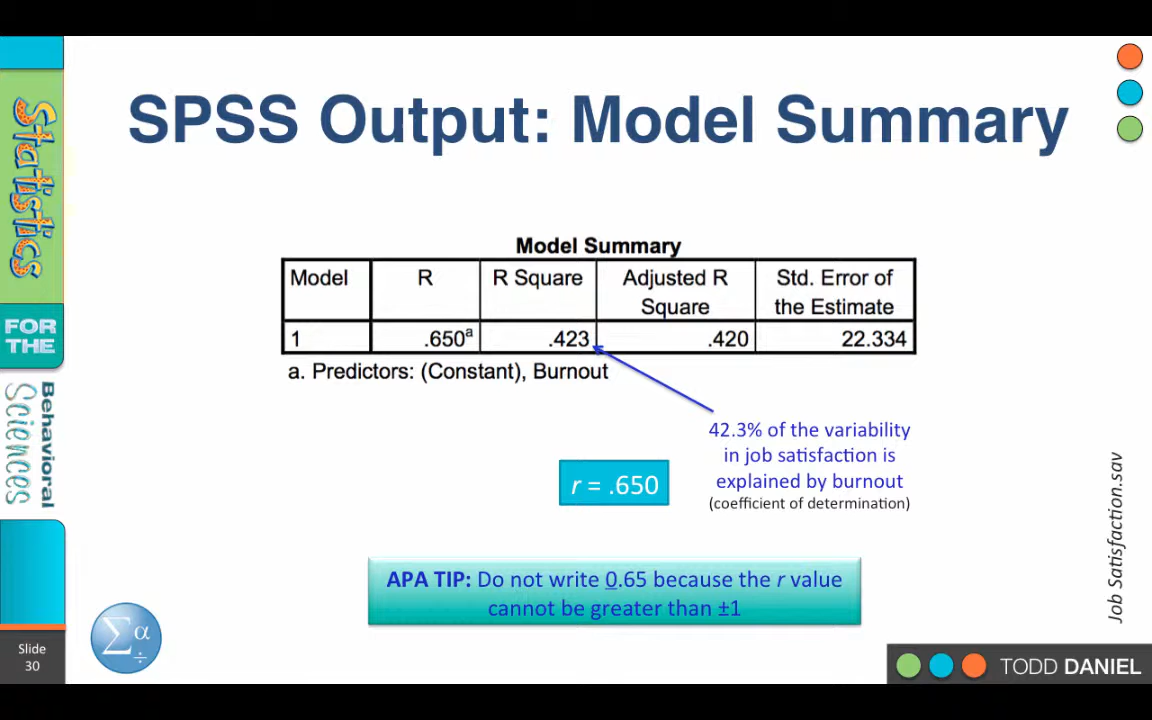 Statistics
FOR
THE
Behavioral
Sciences
SPSS Output: Model Summary
Model Summary
Model R R Square Adjusted R Square Std. Error of the Estimate
1 .650a .423 .420 22.334
a. Predictors: (Constant), Burnout
42.3% of the variability
in job satisfaction is
explained by burnout
(coefficient of determination)
r = .650
APA TIP: Do not write 0.65 because the r value
cannot be greater than ±1
Job Satisfaction.sav
Slide
30
Σ α ÷
TODD DANIEL